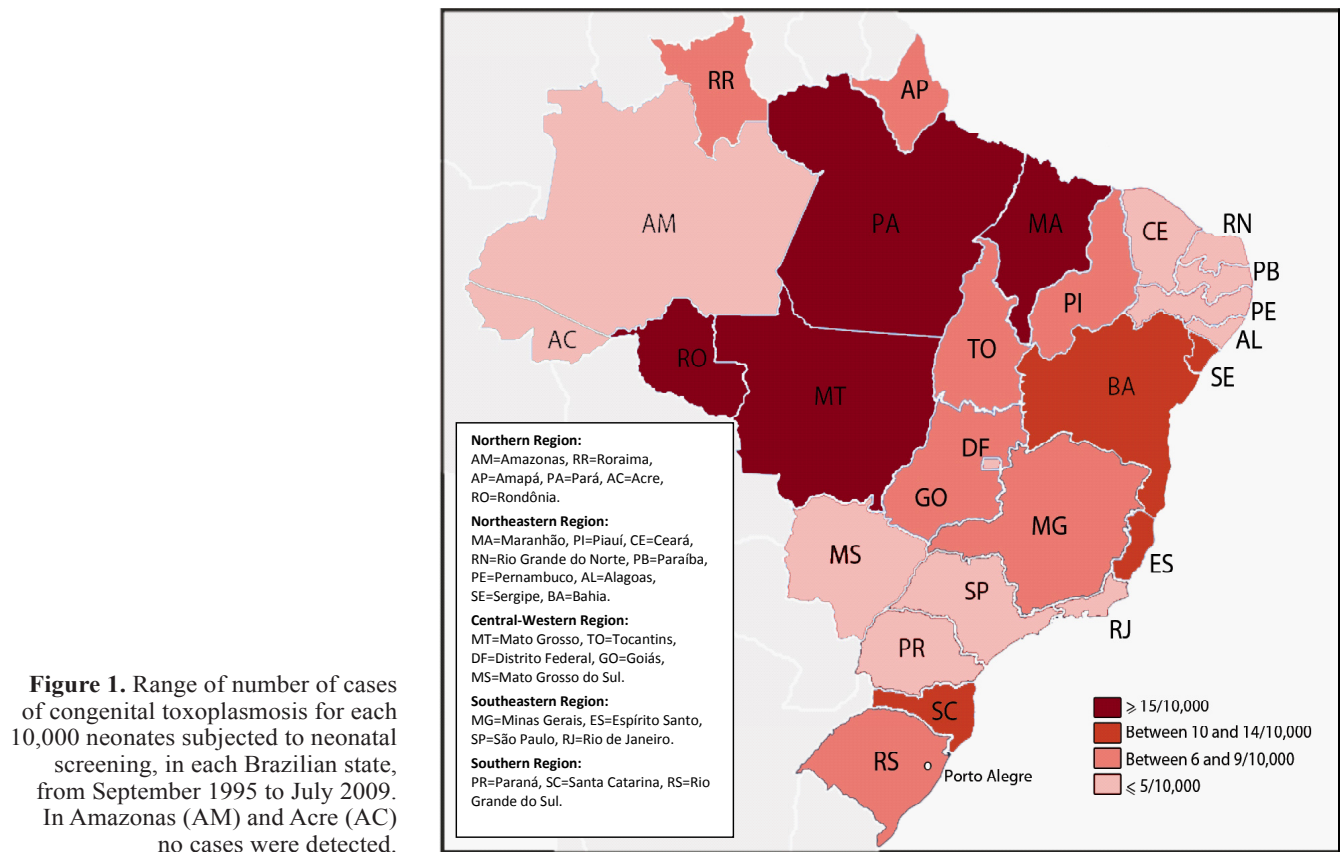 RR
AP
AM
PA
MA
CE
RN
PB
PI
PE
AC
AL
RO
TO
SE
MT
BA
DF
GO
MG
MS
ES
SP
RJ
PR
SC
RS
Porto Alegre
Northern Region:
AM=Amazonas, RR=Roraima,
AP=Amapá, PA=Pará, AC=Acre,
RO=Rondônia.
Northeastern Region:
MA=Maranhão, PI=Piauí, CE=Ceará,
RN=Rio Grande do Norte, PB=Paraíba,
PE=Pernambuco, AL=Alagoas,
SE=Sergipe, BA=Bahia.
Central-Western Region:
MT=Mato Grosso, TO=Tocantins,
DF=Distrito Federal, GO=Goiás,
MS=Mato Grosso do Sul.
Southeastern Region:
MG=Minas Gerais, ES=Espírito Santo,
SP=São Paulo, RJ=Rio de Janeiro.
Southern Region:
PR=Paraná, SC=Santa Catarina, RS=Rio
Grande do Sul.
⩾ 15/10,000
Between 10 and 14/10,000
Between 6 and 9/10,000
⩽ 5/10,000
Figure 1. Range of number of cases
of congenital toxoplasmosis for each
10,000 neonates subjected to neonatal
screening, in each Brazilian state,
from September 1995 to July 2009.
In Amazonas (AM) and Acre (AC)
no cases were detected.